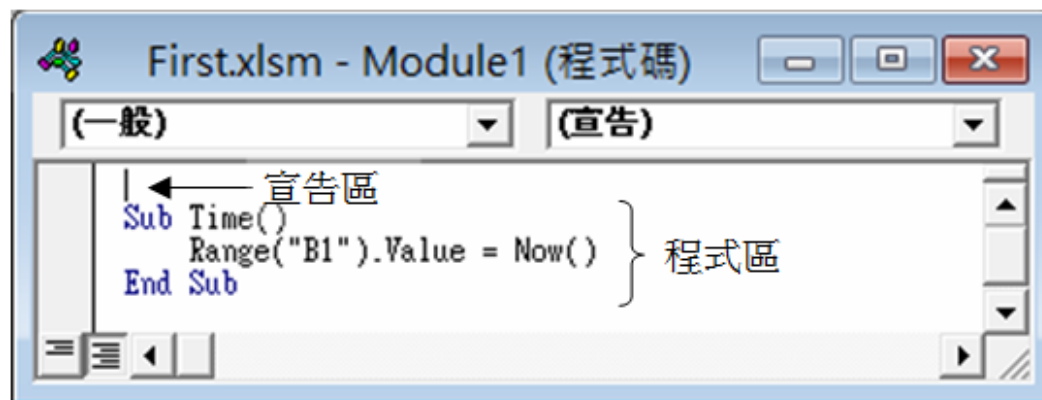 First.xlsm - Module1 (程式碼)
(一般) (宣告)
宣告區
Sub Time()
Range("B1").Value = Now()
End Sub
程式區